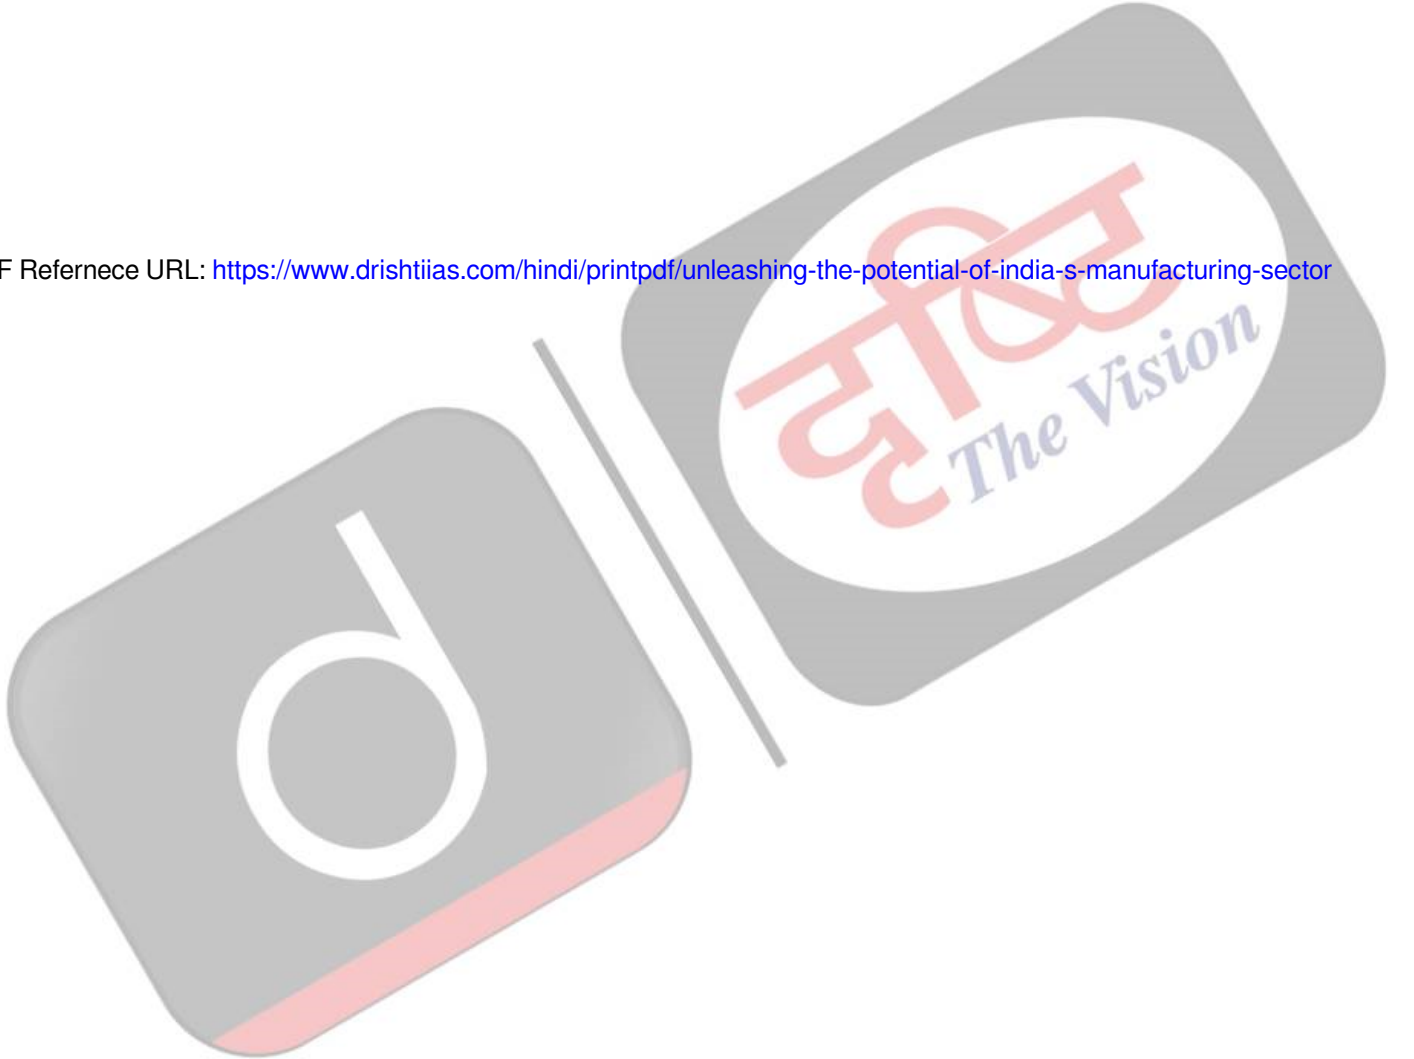 F Refernece URL: https://www.drishtiias.com/hindi/printpdf/unleashing-the-potential-of-india-s-manufacturing-sector
दृष्टि
The Vision
d